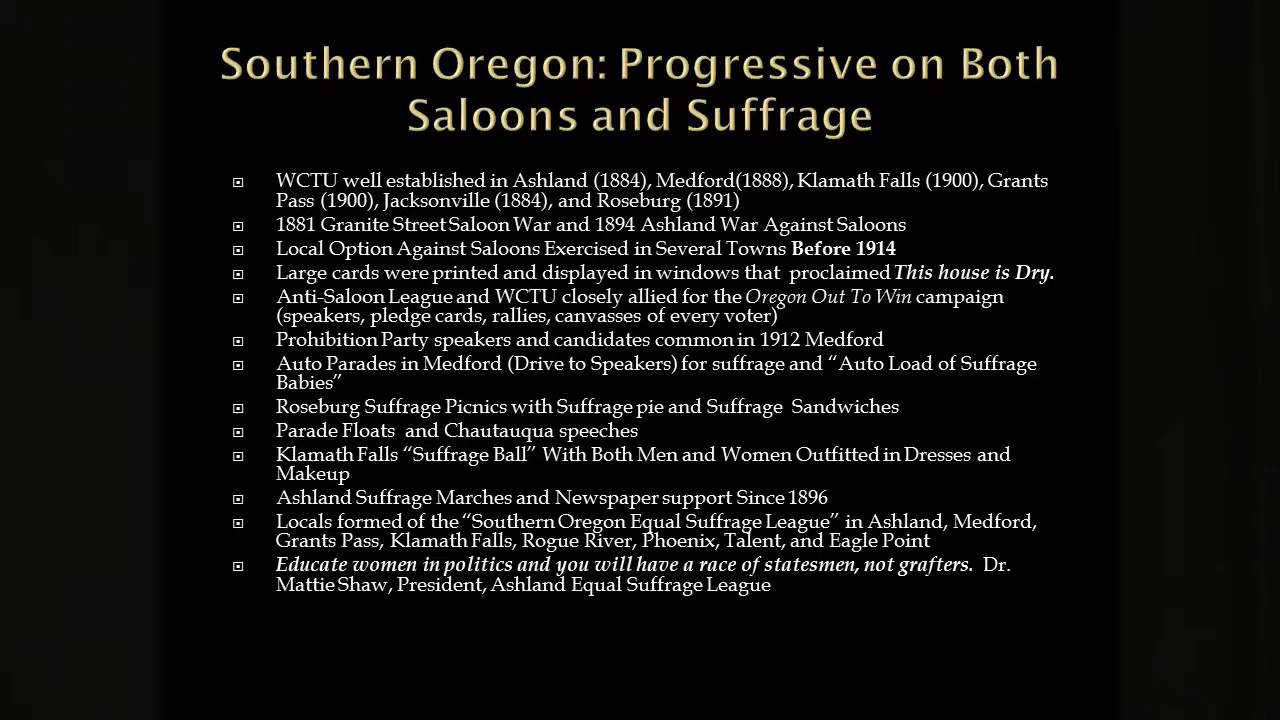 Southern Oregon: Progressive on Both
Saloons and Suffrage
WCTU well established in Ashland (1884), Medford(1888), Klamath Falls (1900), Grants
Pass (1900), Jacksonville (1884), and Roseburg (1891)
1881 Granite Street Saloon War and 1894 Ashland War Against Saloons
Local Option Against Saloons Exercised in Several Towns Before 1914
Large cards were printed and displayed in windows that proclaimed This house is Dry.
Anti-Saloon League and WCTU closely allied for the Oregon Out To Win campaign
(speakers, pledge cards, rallies, canvasses of every voter)
Prohibition Party speakers and candidates common in 1912 Medford
Auto Parades in Medford (Drive to Speakers) for suffrage and “Auto Load of Suffrage
Babies”
Roseburg Suffrage Picnics with Suffrage pie and Suffrage Sandwiches
Parade Floats and Chautauqua speeches
Klamath Falls “Suffrage Ball” With Both Men and Women Outfitted in Dresses and
Makeup
Ashland Suffrage Marches and Newspaper support Since 1896
Locals formed of the “Southern Oregon Equal Suffrage League” in Ashland, Medford,
Grants Pass, Klamath Falls, Rogue River, Phoenix, Talent, and Eagle Point
Educate women in politics and you will have a race of statesmen, not grafters. Dr.
Mattie Shaw, President, Ashland Equal Suffrage League